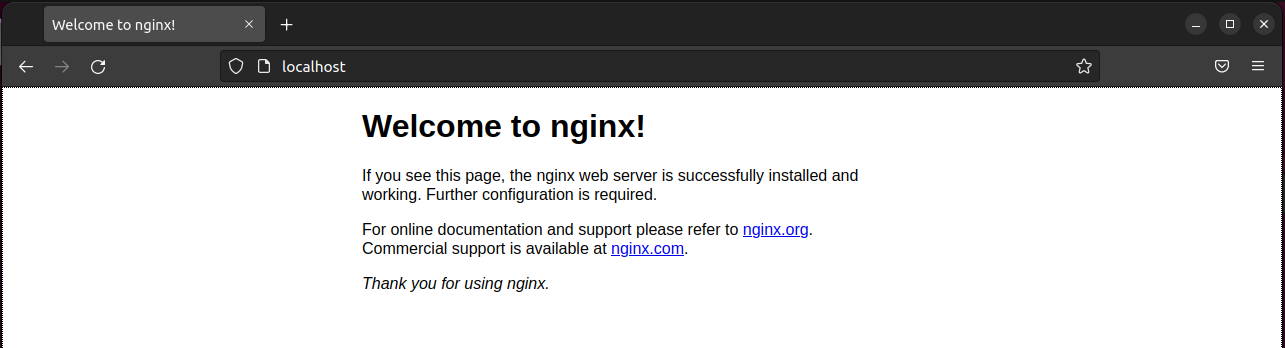 Welcome to nginx!
localhost
Welcome to nginx!
If you see this page, the nginx web server is successfully installed and
working. Further configuration is required.
For online documentation and support please refer to nginx.org.
Commercial support is available at nginx.com.
Thank you for using nginx.